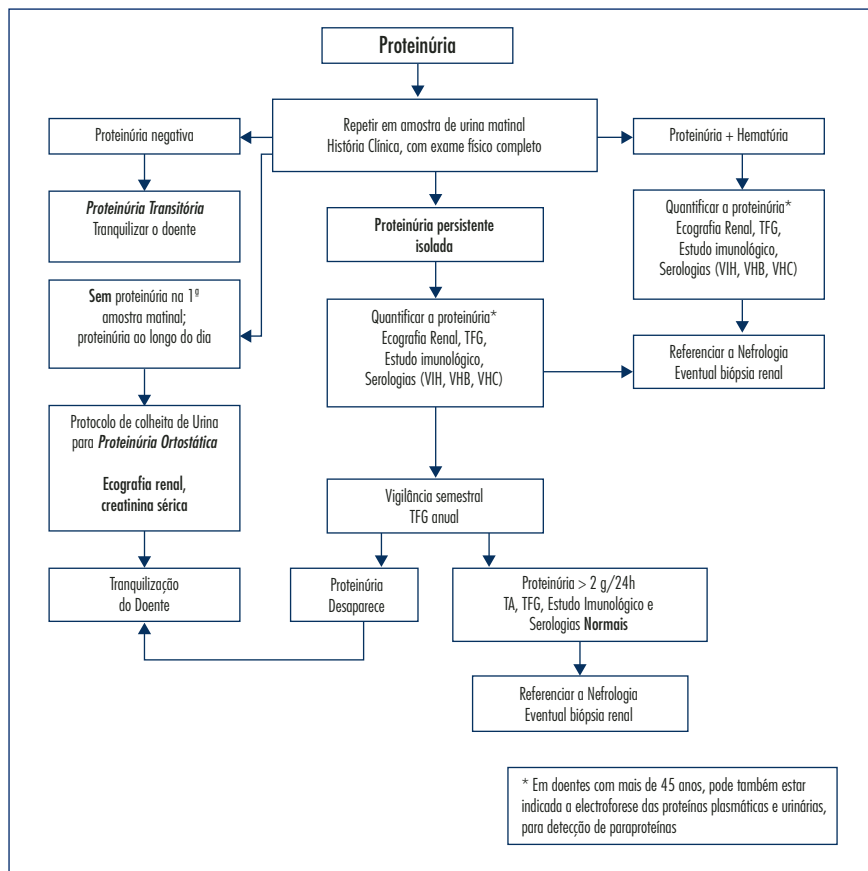 Proteinúria
Repetir em amostra de urina matinal
História Clínica, com exame físico completo
Proteinúria negativa
Proteinúria + Hematúria
Proteinúria Transitória
Tranquilizar o doente
Proteinúria persistente
isolada
Quantificar a proteinúria*
Ecografia Renal, TFG,
Estudo imunológico,
Serologias (VIH, VHB, VHC)
Sem proteinúria na 1ª
amostra matinal;
proteinúria ao longo do dia
Quantificar a proteinúria*
Ecografia Renal, TFG,
Estudo imunológico,
Serologias (VIH, VHB, VHC)
Referenciar a Nefrologia
Eventual biópsia renal
Protocolo de colheita de Urina
para Proteinúria Ortostática
Ecografia renal,
creatinina sérica
Vigilância semestral
TFG anual
Tranquilização
do Doente
Proteinúria
Desaparece
Proteinúria > 2 g/24h
TA, TFG, Estudo Imunológico e
Serologias Normais
Referenciar a Nefrologia
Eventual biópsia renal
* Em doentes com mais de 45 anos, pode também estar
indicada a electroforese das proteínas plasmáticas e urinárias,
para detecção de paraproteínas